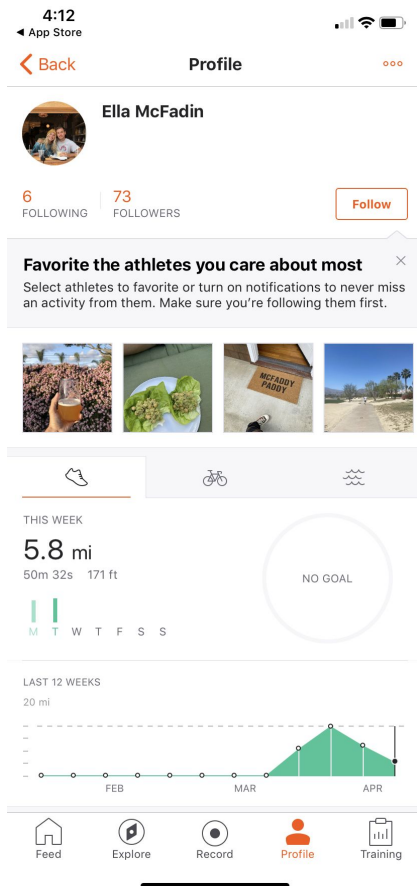 4:12
◀ App Store
Back
Profile
Ella McFadin
6
FOLLOWING
73
FOLLOWERS
Follow
Favorite the athletes you care about most
Select athletes to favorite or turn on notifications to never miss
an activity from them. Make sure you're following them first.
MCFADDY
PADDY
THIS WEEK
5.8 mi
50m 32s 171 ft
NO GOAL
M T W T F S S
LAST 12 WEEKS
20 mi
FEB MAR APR
Feed Explore Record Profile Training